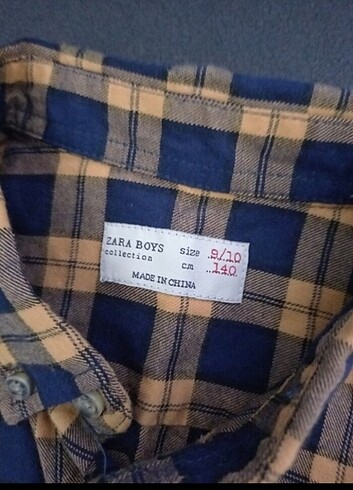 ZARA BOYS size 9/10
collection cm 140
MADE IN CHINA